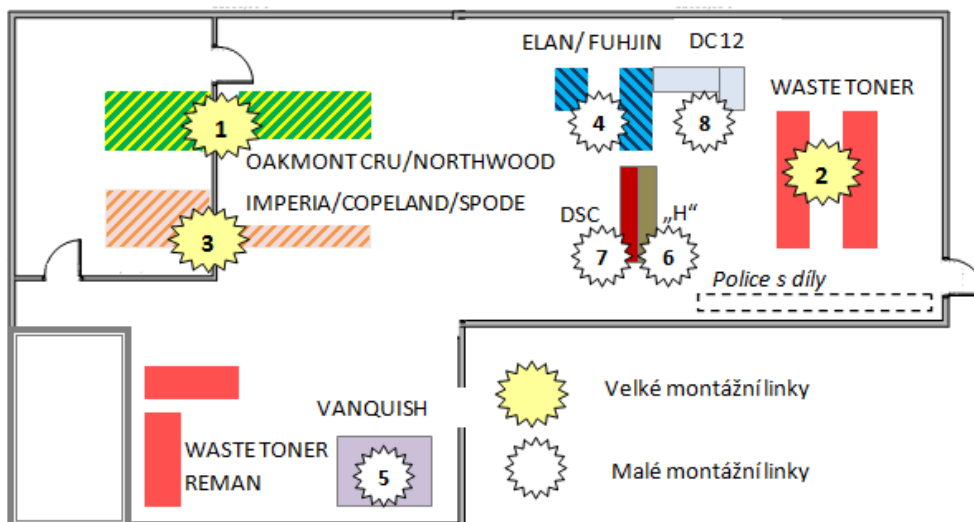 ELAN/ FUHJIN
DC12
WASTE TONER
1
4
8
2
OAKMONT CRU/NORTHWOOD
IMPERIA/COPELAND/SPODE
3
DSC
„H“
7
6
Police s díly
VANQUISH
WASTE TONER
REMAN
5
Velké montážní linky
Malé montážní linky